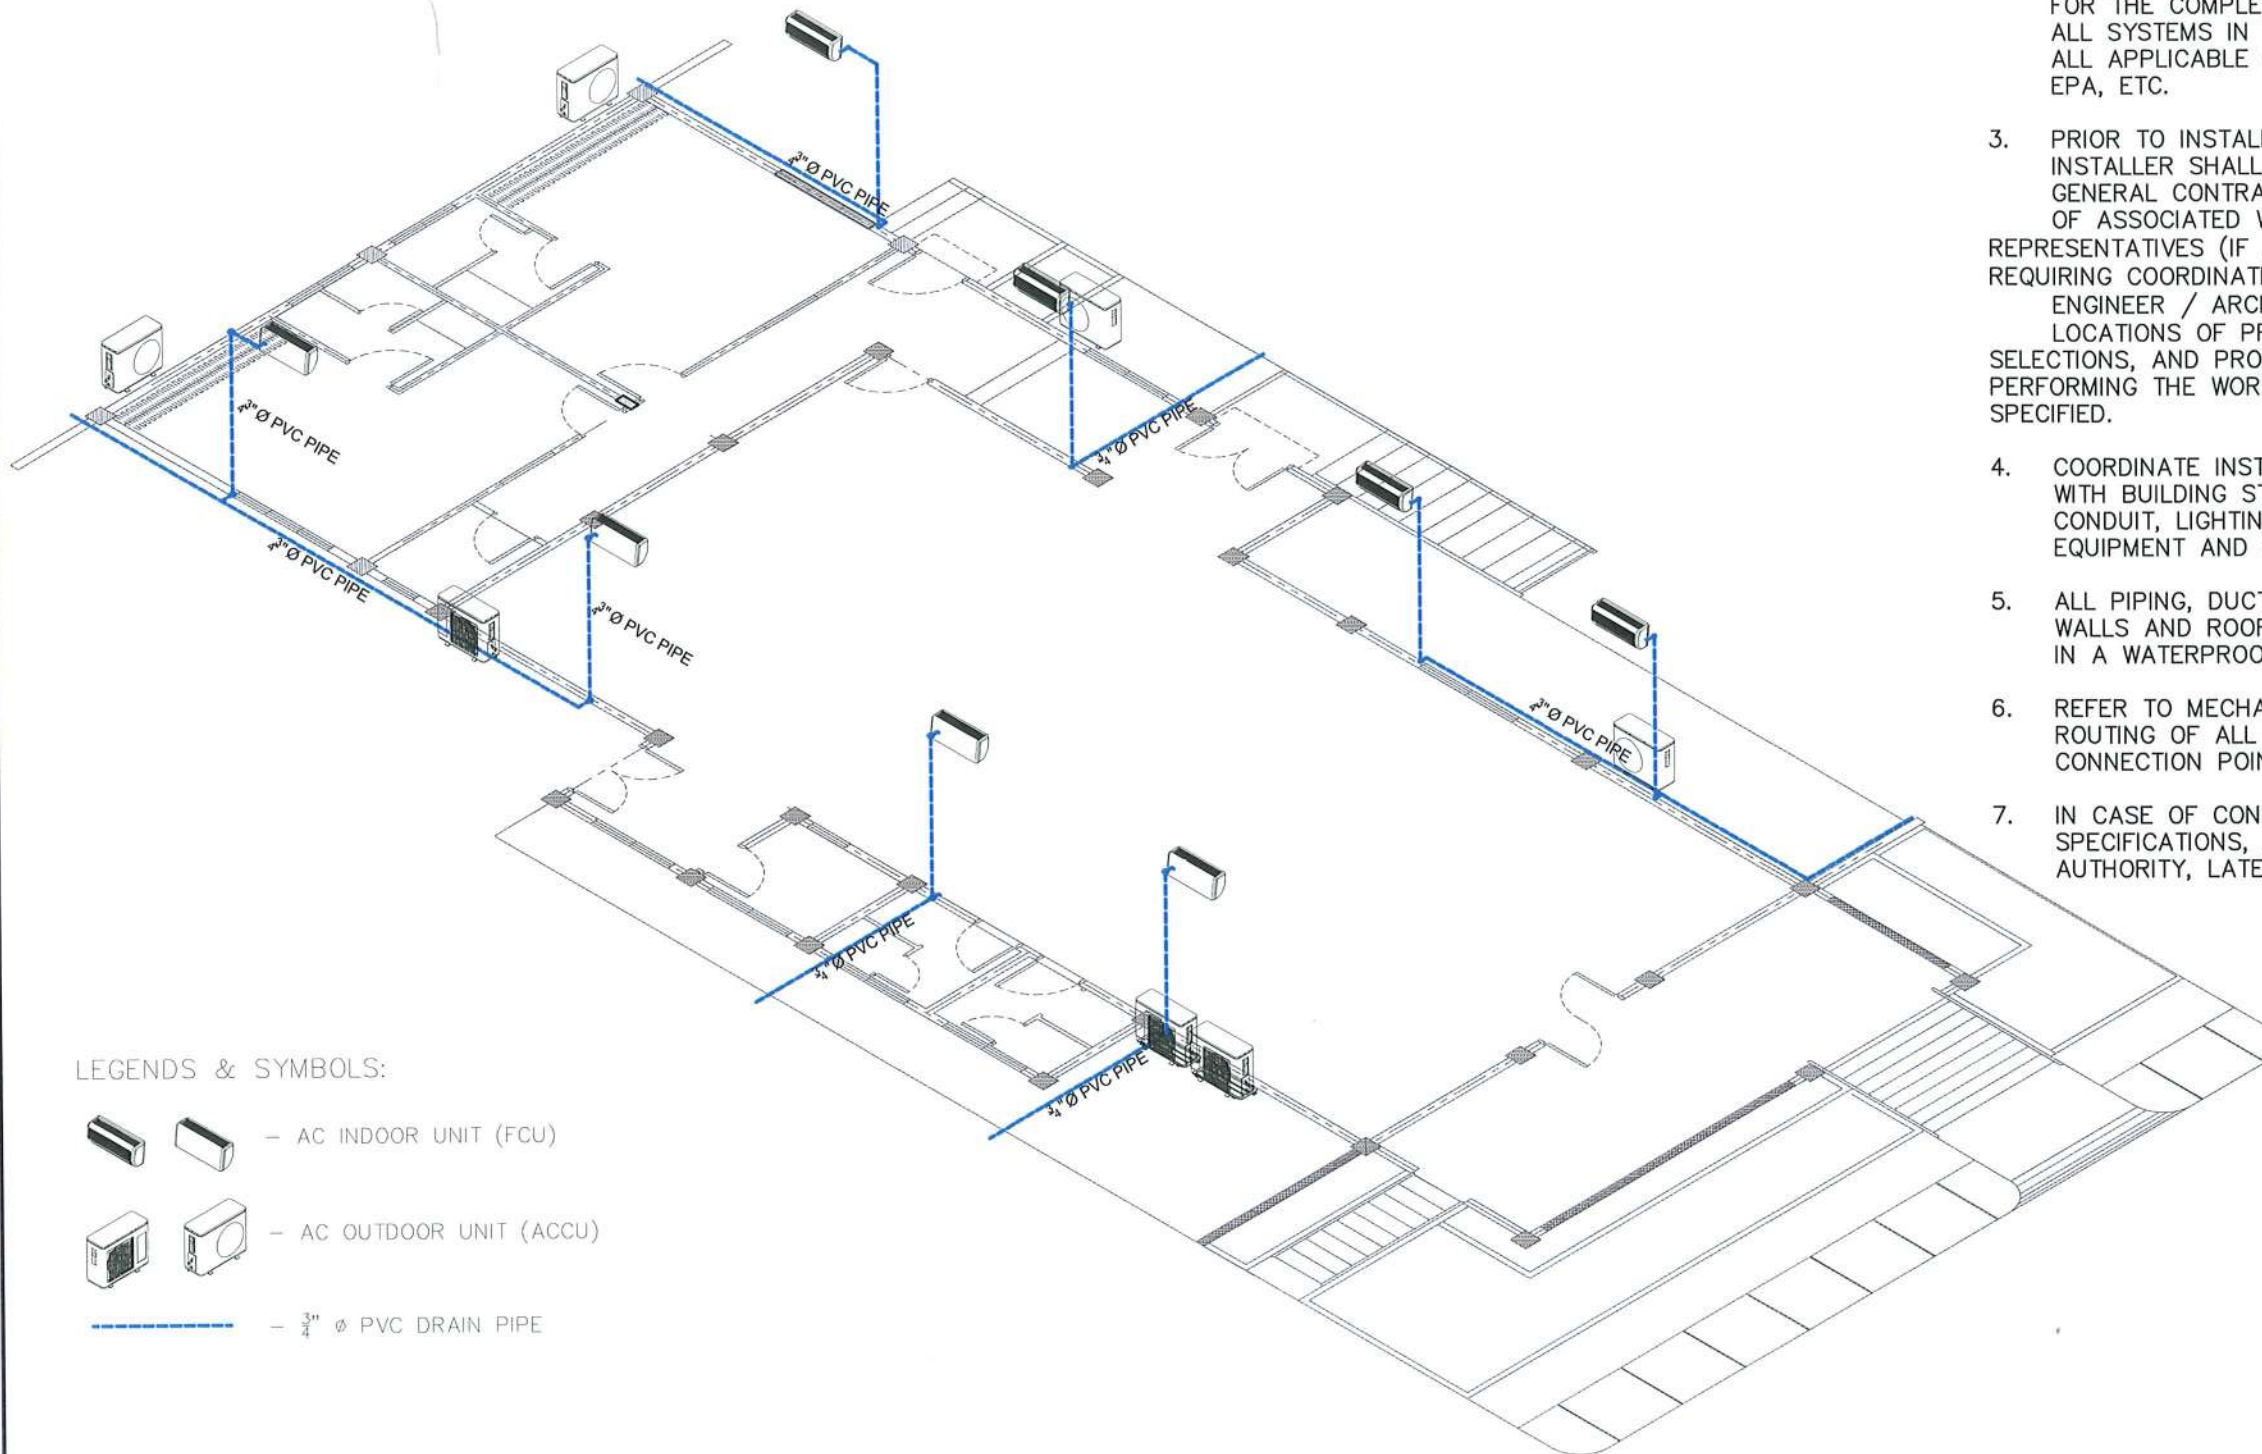 FOR THE COMPLE
ALL SYSTEMS IN
ALL APPLICABLE
EPA, ETC.
3. PRIOR TO INSTAL
INSTALLER SHALL
GENERAL CONTRA
OF ASSOCIATED
REPRESENTATIVES (IF
REQUIRING COORDINATI
ENGINEER / ARC
LOCATIONS OF PR
SELECTIONS, AND PRO
PERFORMING THE WOR
SPECIFIED.
4. COORDINATE INST
WITH BUILDING ST
CONDUIT, LIGHTIN
EQUIPMENT AND
5. ALL PIPING, DUCT
WALLS AND ROOF
IN A WATERPROO
6. REFER TO MECHA
ROUTING OF ALL
CONNECTION POIN
7. IN CASE OF CON
SPECIFICATIONS,
AUTHORITY, LATE
3/4"Ø PVC PIPE
3/4"Ø PVC PIPE
3/4"Ø PVC PIPE
3/4"Ø PVC PIPE
3/4"Ø PVC PIPE
3/4"Ø PVC PIPE
3/4"Ø PVC PIPE
3/4"Ø PVC PIPE
LEGENDS & SYMBOLS:
– AC INDOOR UNIT (FCU)
– AC OUTDOOR UNIT (ACCU)
– 3/4" Ø PVC DRAIN PIPE